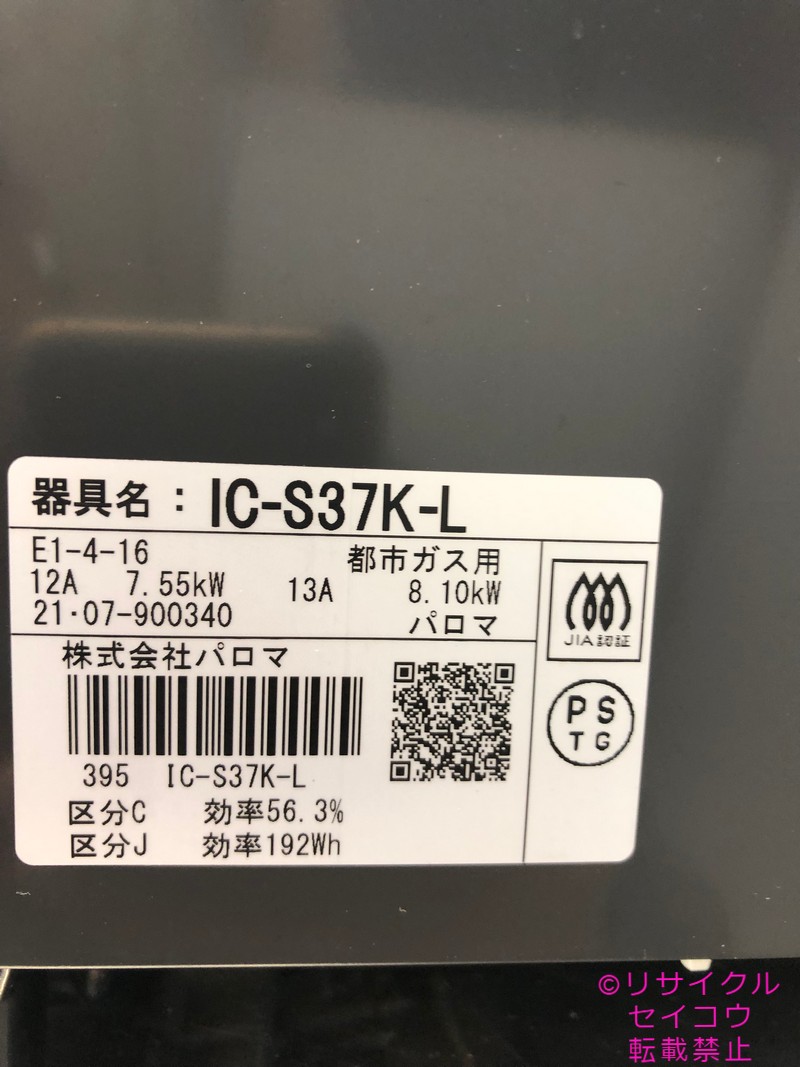 器具名：IC-S37K-L
E1-4-16 都市ガス用
12A 7.55kW 13A 8.10kW
21・07-900340 パロマ
JIA認証
株式会社パロマ
PS
TG
395 IC-S37K-L
区分C 効率56.3%
区分J 効率192Wh
©リサイクル
セイコウ
転載禁止